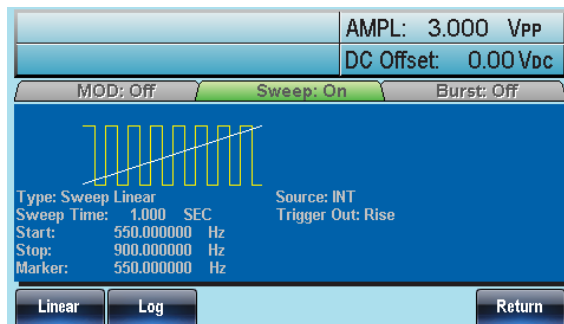 AMPL: 3.000 VPP
DC Offset: 0.00 VDC
MOD: Off Sweep: On Burst: Off
Type: Sweep Linear Source: INT
Sweep Time: 1.000 SEC Trigger Out: Rise
Start: 550.000000 Hz
Stop: 900.000000 Hz
Marker: 550.000000 Hz
Linear Log Return